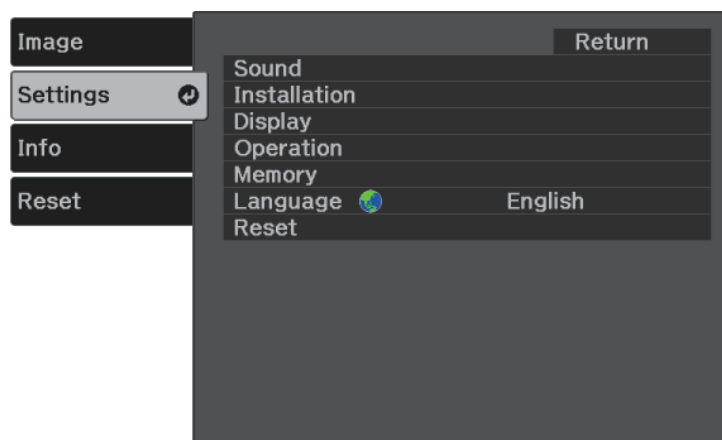 Image
Settings
Info
Reset
Return
Sound
Installation
Display
Operation
Memory
Language English
Reset